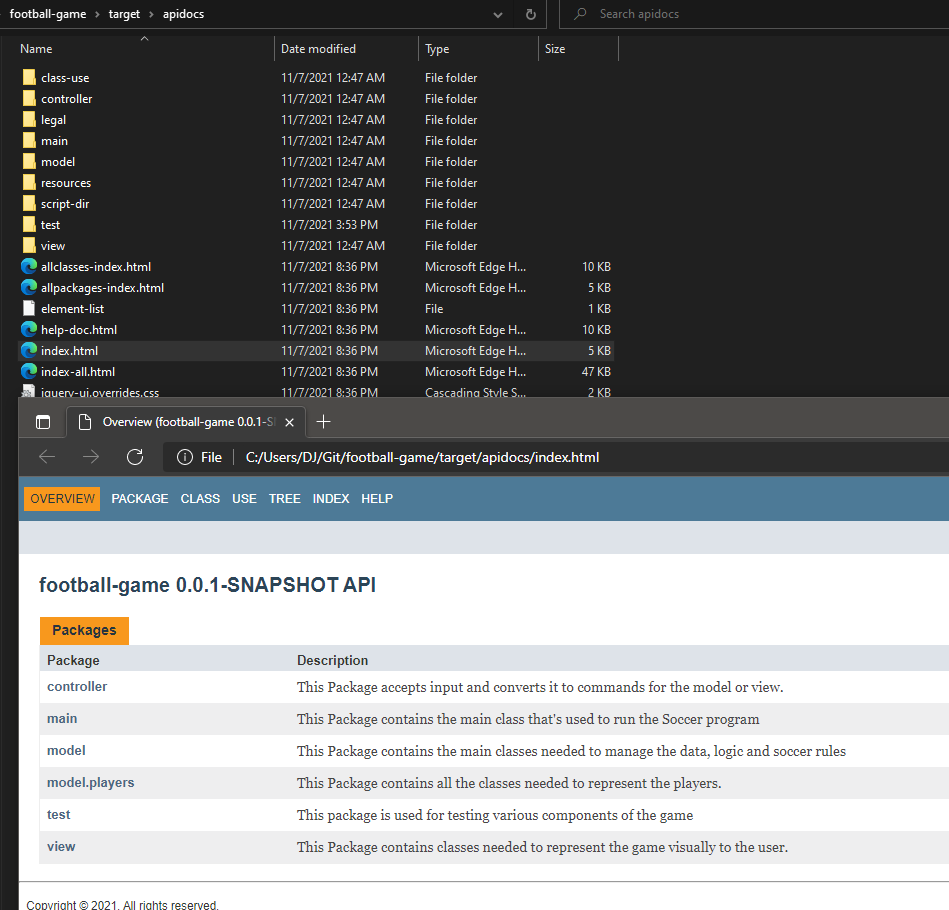 football-game > target > apidocs
Search apidocs
Name Date modified Type Size
class-use 11/7/2021 12:47 AM File folder
controller 11/7/2021 12:47 AM File folder
legal 11/7/2021 12:47 AM File folder
main 11/7/2021 12:47 AM File folder
model 11/7/2021 12:47 AM File folder
resources 11/7/2021 12:47 AM File folder
script-dir 11/7/2021 12:47 AM File folder
test 11/7/2021 3:53 PM File folder
view 11/7/2021 12:47 AM File folder
allclasses-index.html 11/7/2021 8:36 PM Microsoft Edge H... 10 KB
allpackages-index.html 11/7/2021 8:36 PM Microsoft Edge H... 5 KB
element-list 11/7/2021 8:36 PM File 1 KB
help-doc.html 11/7/2021 8:36 PM Microsoft Edge H... 10 KB
index.html 11/7/2021 8:36 PM Microsoft Edge H... 5 KB
index-all.html 11/7/2021 8:36 PM Microsoft Edge H... 47 KB
jquery-ui.overrides.css 11/7/2021 8:36 PM Cascading Style S... 2 KB
Overview (football-game 0.0.1-S
File C:/Users/DJ/Git/football-game/target/apidocs/index.html
OVERVIEW PACKAGE CLASS USE TREE INDEX HELP
football-game 0.0.1-SNAPSHOT API
Packages
Package Description
controller This Package accepts input and converts it to commands for the model or view.
main This Package contains the main class that's used to run the Soccer program
model This Package contains the main classes needed to manage the data, logic and soccer rules
model.players This Package contains all the classes needed to represent the players.
test This package is used for testing various components of the game
view This Package contains classes needed to represent the game visually to the user.
Copyright © 2021. All rights reserved.